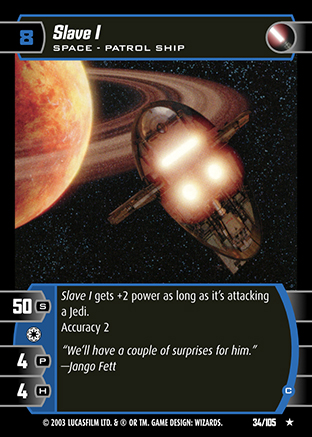 8
Slave I
SPACE - PATROL SHIP
50 S
Slave I gets +2 power as long as it's attacking
a Jedi.
Accuracy 2
4 P
"We'll have a couple of surprises for him."
—Jango Fett
4 H
C
© 2003 LUCASFILM LTD. & ® OR TM. GAME DESIGN: WIZARDS.
34/105